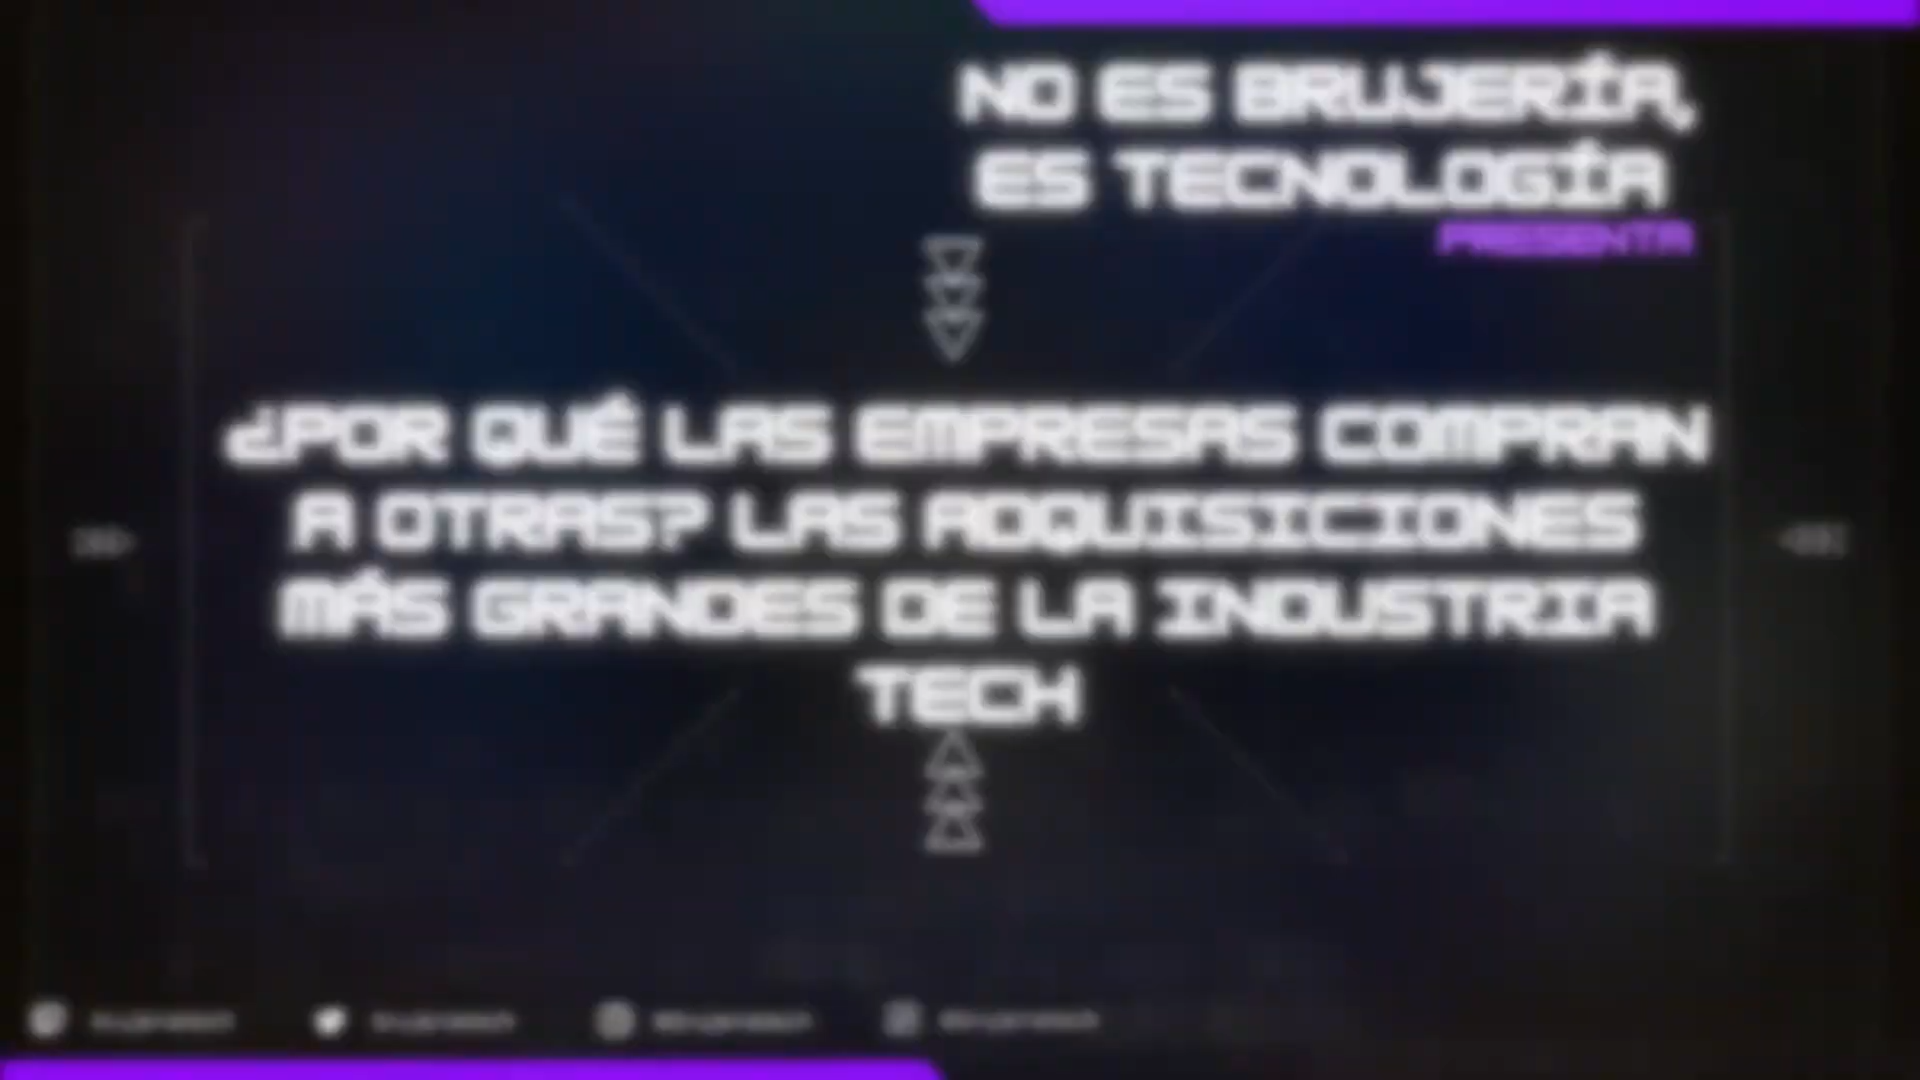 NO ES BRUJERÍA,
ES TECNOLOGÍA
PRESENTA
¿POR QUÉ LAS EMPRESAS COMPRAN
A OTRAS? LAS ADQUISICIONES
MÁS GRANDES DE LA INDUSTRIA
TECH